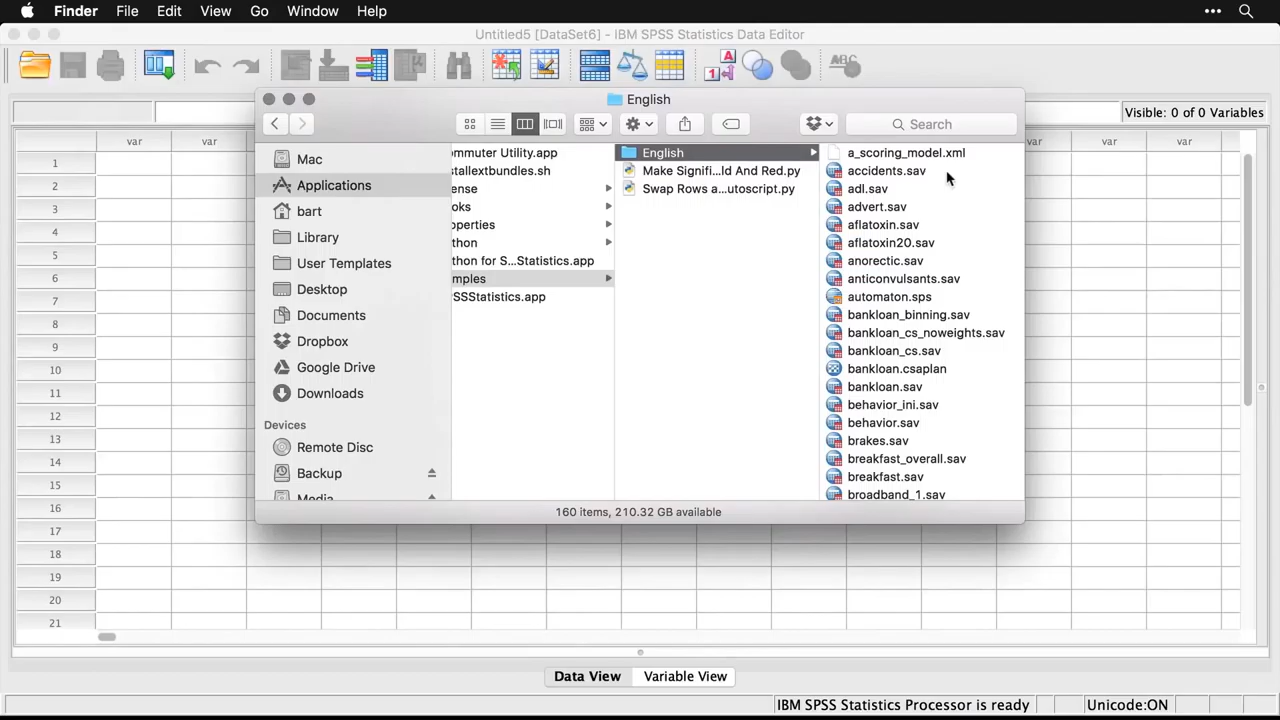 Finder File Edit View Go Window Help
Untitled5 [DataSet6] - IBM SPSS Statistics Data Editor
A
1
ABC
English
Visible: 0 of 0 Variables
Search
var var var var var
1
2
3
4
5
6
7
8
9
10
11
12
13
14
15
16
17
18
19
20
21
Mac
Applications
bart
Library
User Templates
Desktop
Documents
Dropbox
Google Drive
Downloads
Devices
Remote Disc
Backup
Media
ommuter Utility.app
stallextbundles.sh
ense
oks
operties
thon
thon for S...Statistics.app
mples
SSStatistics.app
English
Make Signifi...ld And Red.py
Swap Rows a...utoscript.py
a_scoring_model.xml
accidents.sav
adl.sav
advert.sav
aflatoxin.sav
aflatoxin20.sav
anorectic.sav
anticonvulsants.sav
automaton.sps
bankloan_binning.sav
bankloan_cs_noweights.sav
bankloan_cs.sav
bankloan.csaplan
bankloan.sav
behavior_ini.sav
behavior.sav
brakes.sav
breakfast_overall.sav
breakfast.sav
broadband_1.sav
160 items, 210.32 GB available
Data View Variable View
IBM SPSS Statistics Processor is ready Unicode:ON